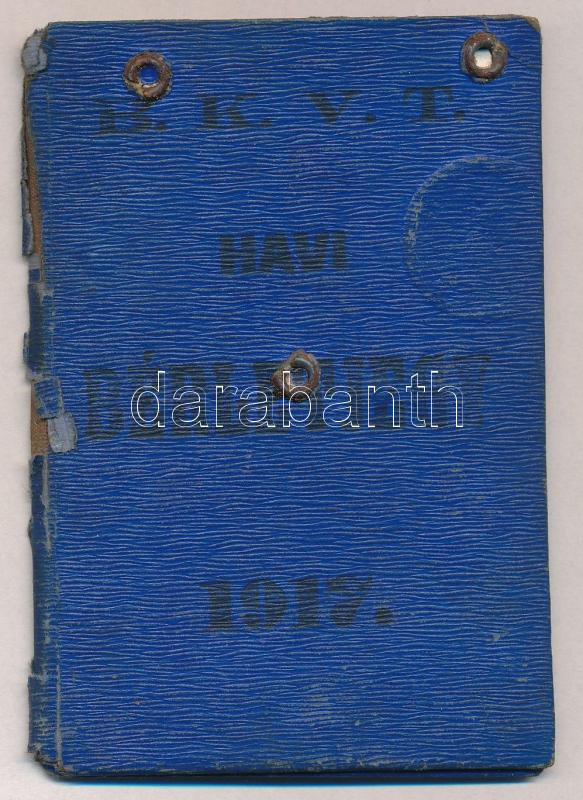 B. K. V. T.
HAVI
BÉRLETJEGY
darabanth
1917.